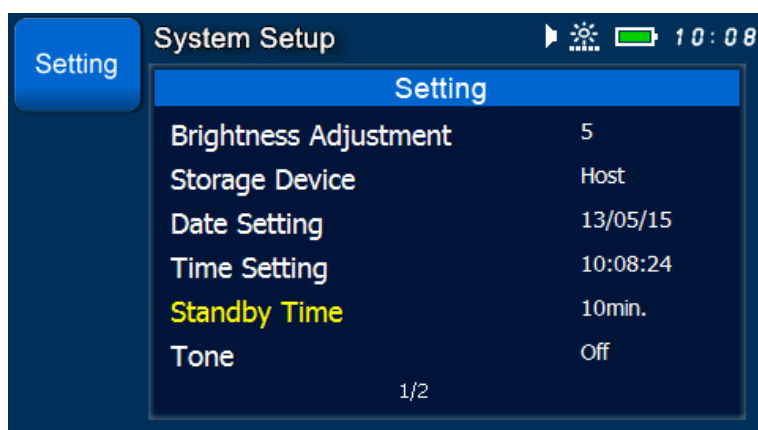 Setting
System Setup 10:08
Setting
Brightness Adjustment 5
Storage Device Host
Date Setting 13/05/15
Time Setting 10:08:24
Standby Time 10min.
Tone Off
1/2